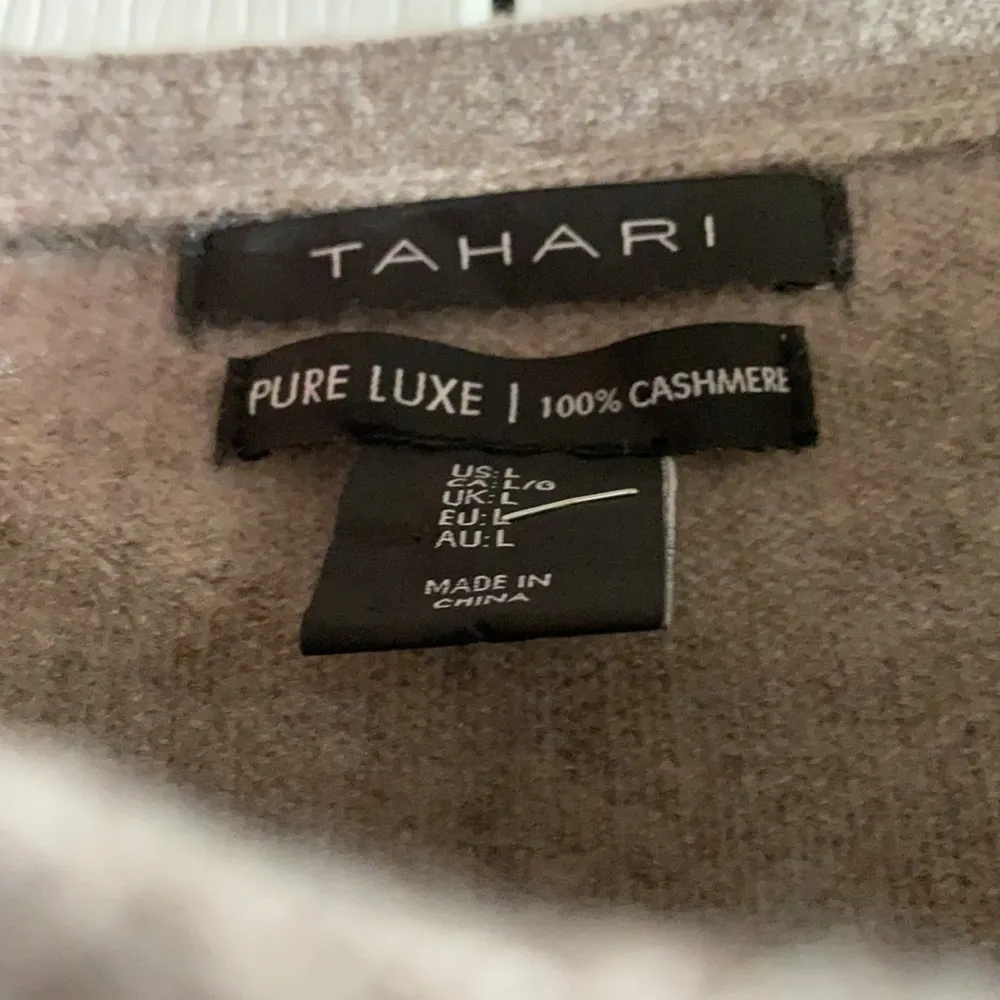 TAHARI
PURE LUXE | 100% CASHMERE
US: L
CA: L/G
UK: L
EU: L
AU: L
MADE IN
CHINA